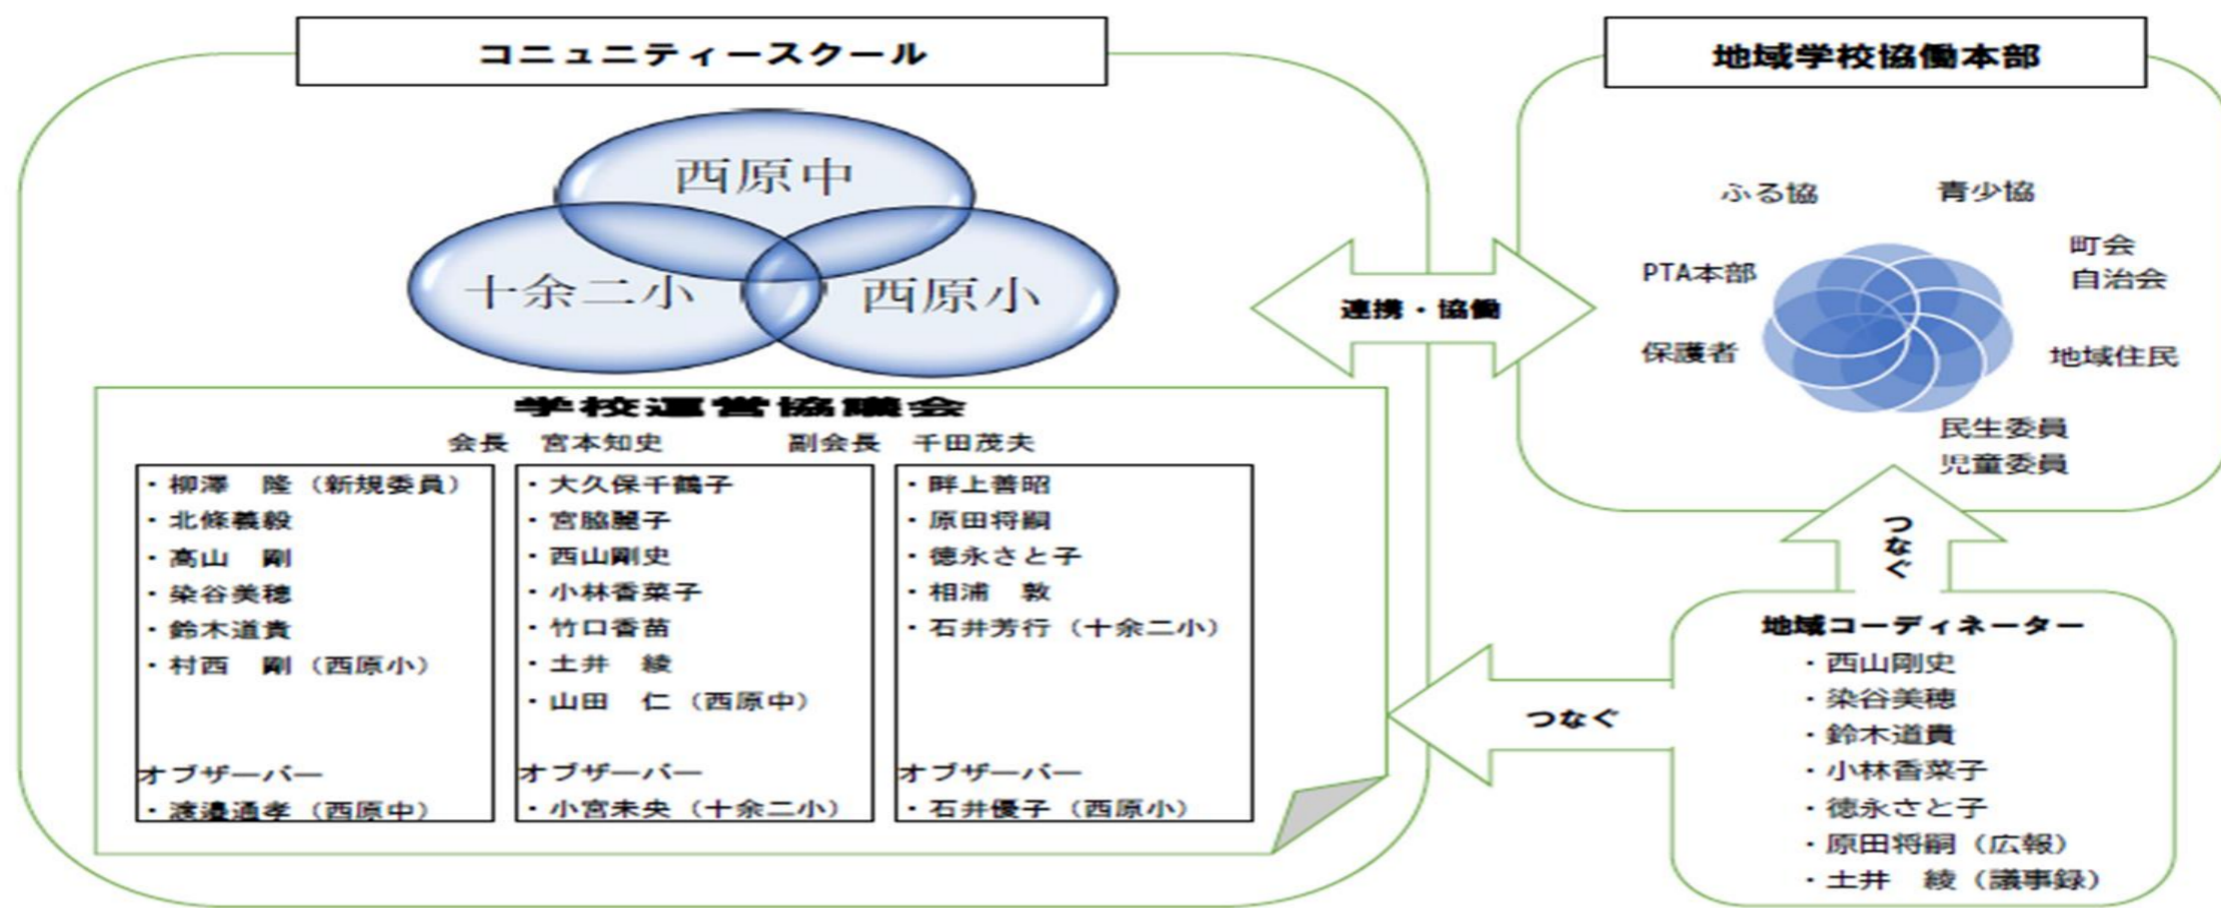 コニュニティースクール
西原中
十余二小
西原小
学校運営協議会
会長　宮本知史　　　　副会長　千田茂夫
・柳澤　隆（新規委員）
・北條義毅
・高山　剛
・染谷美穂
・鈴木道貴
・村西　剛（西原小）
オブザーバー
・渡邉通孝（西原中）
・大久保千鶴子
・宮脇麗子
・西山剛史
・小林香菜子
・竹口香苗
・土井　綾
・山田　仁（西原中）
オブザーバー
・小宮未央（十余二小）
・畔上善昭
・原田将嗣
・徳永さと子
・相浦　敦
・石井芳行（十余二小）
オブザーバー
・石井優子（西原小）
連携・協働
地域学校協働本部
ふる協
青少協
PTA本部
町会
自治会
保護者
地域住民
民生委員
児童委員
つなぐ
つなぐ
地域コーディネーター
・西山剛史
・染谷美穂
・鈴木道貴
・小林香菜子
・徳永さと子
・原田将嗣（広報）
・土井　綾（議事録）